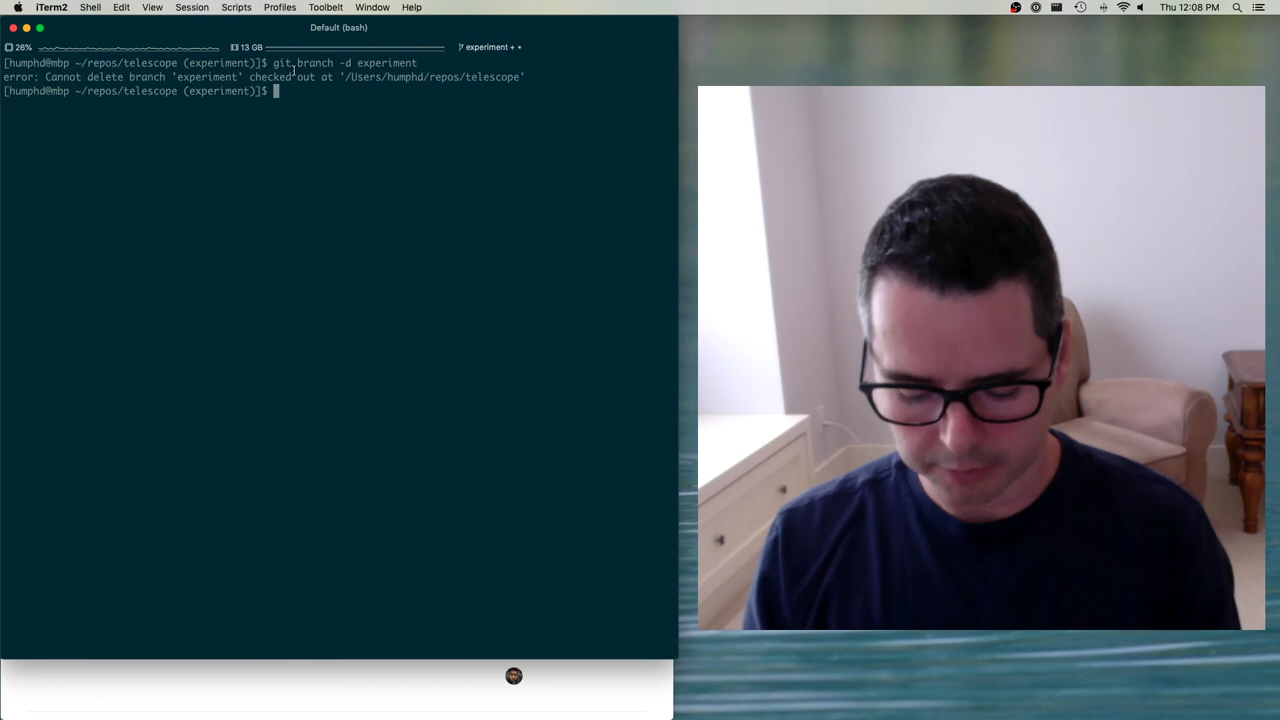 iTerm2 Shell Edit View Session Scripts Profiles Toolbelt Window Help Thu 12:08 PM
Default (bash)
26% 13 GB experiment + •
[humphd@mbp ~/repos/telescope (experiment)]$ git branch -d experiment
error: Cannot delete branch 'experiment' checked out at '/Users/humphd/repos/telescope'
[humphd@mbp ~/repos/telescope (experiment)]$